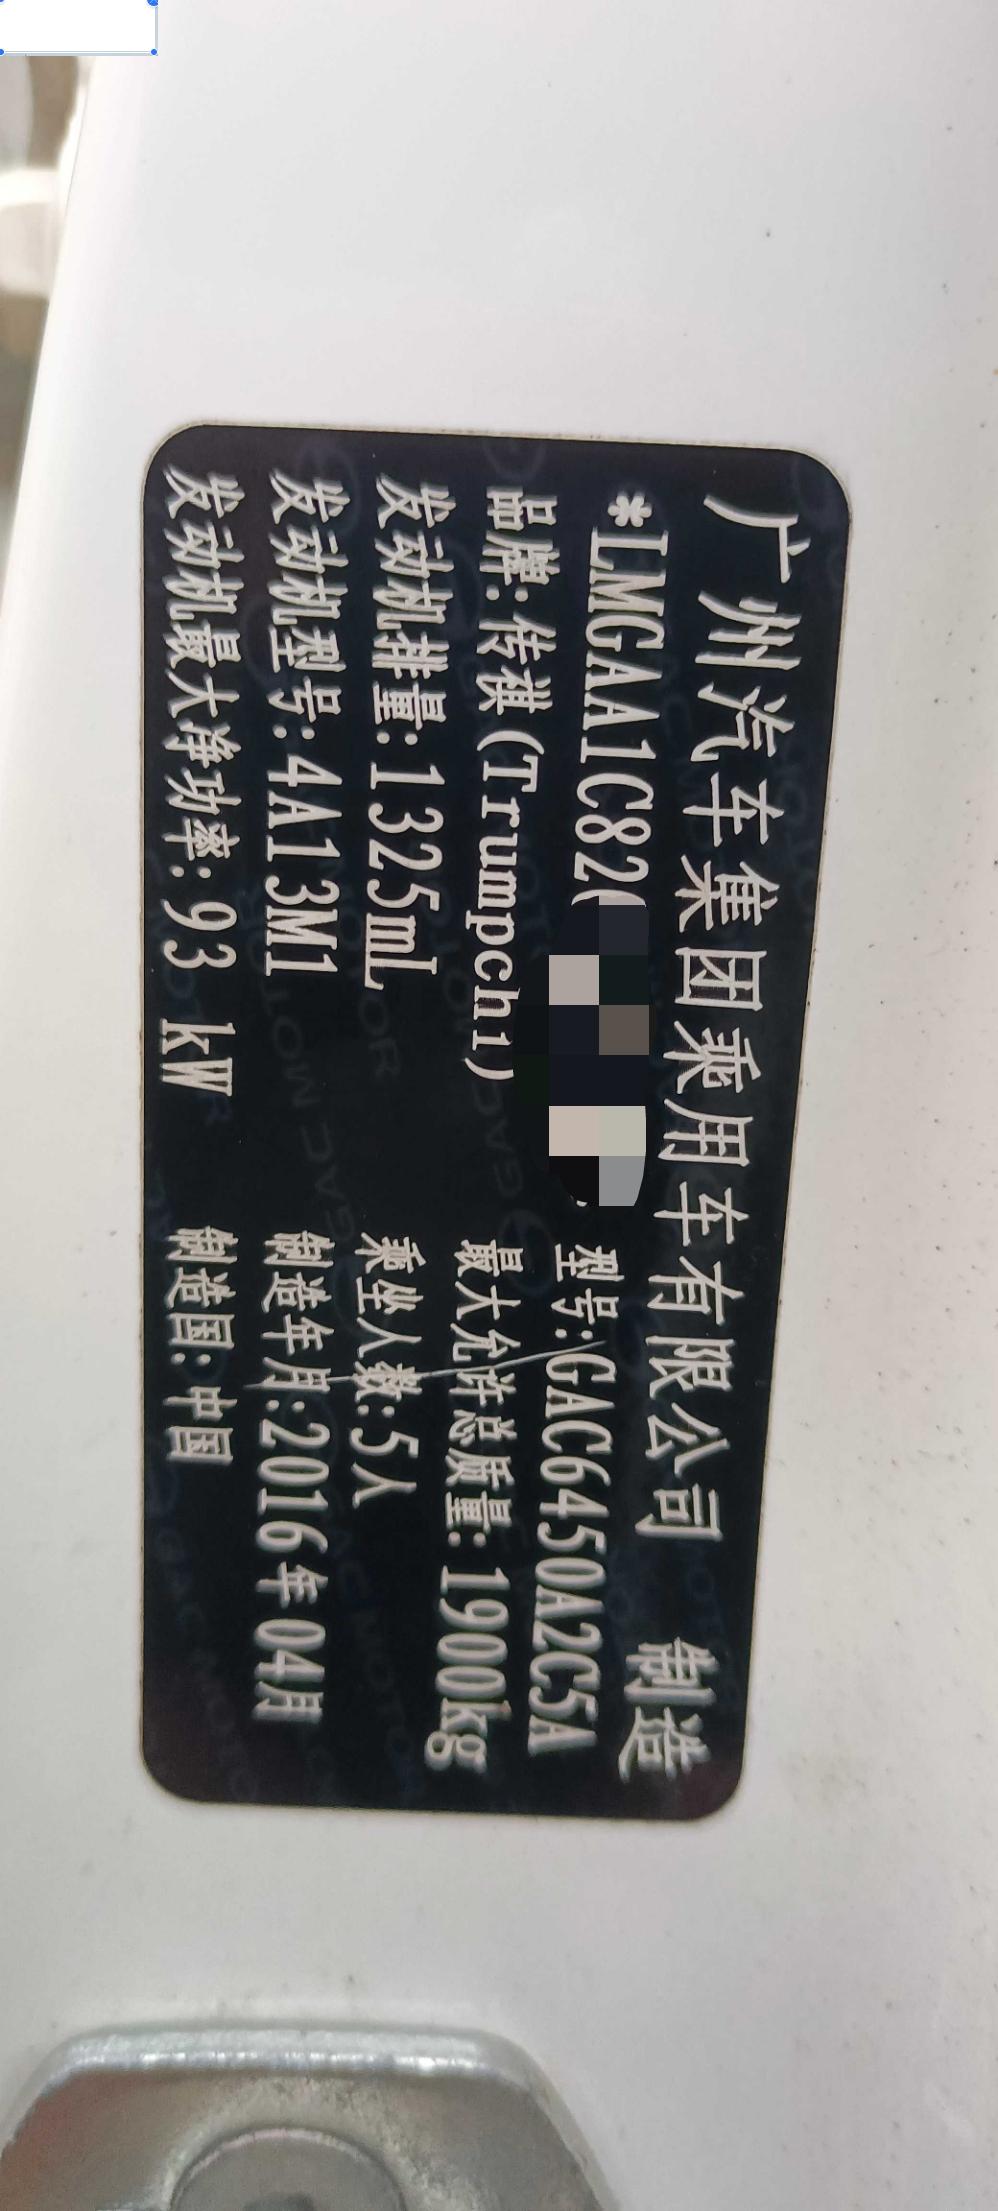 广州汽车集团乘用车有限公司 制造
*LMGAA1C82 型号:GAC6450A2C5A
品牌:传祺(Trumpchi) 最大允许总质量:1900kg
发动机排量:1325mL 乘坐人数:5人
发动机型号:4A13M1 制造年月:2016年04月
发动机最大净功率:93 kW 制造国:中国